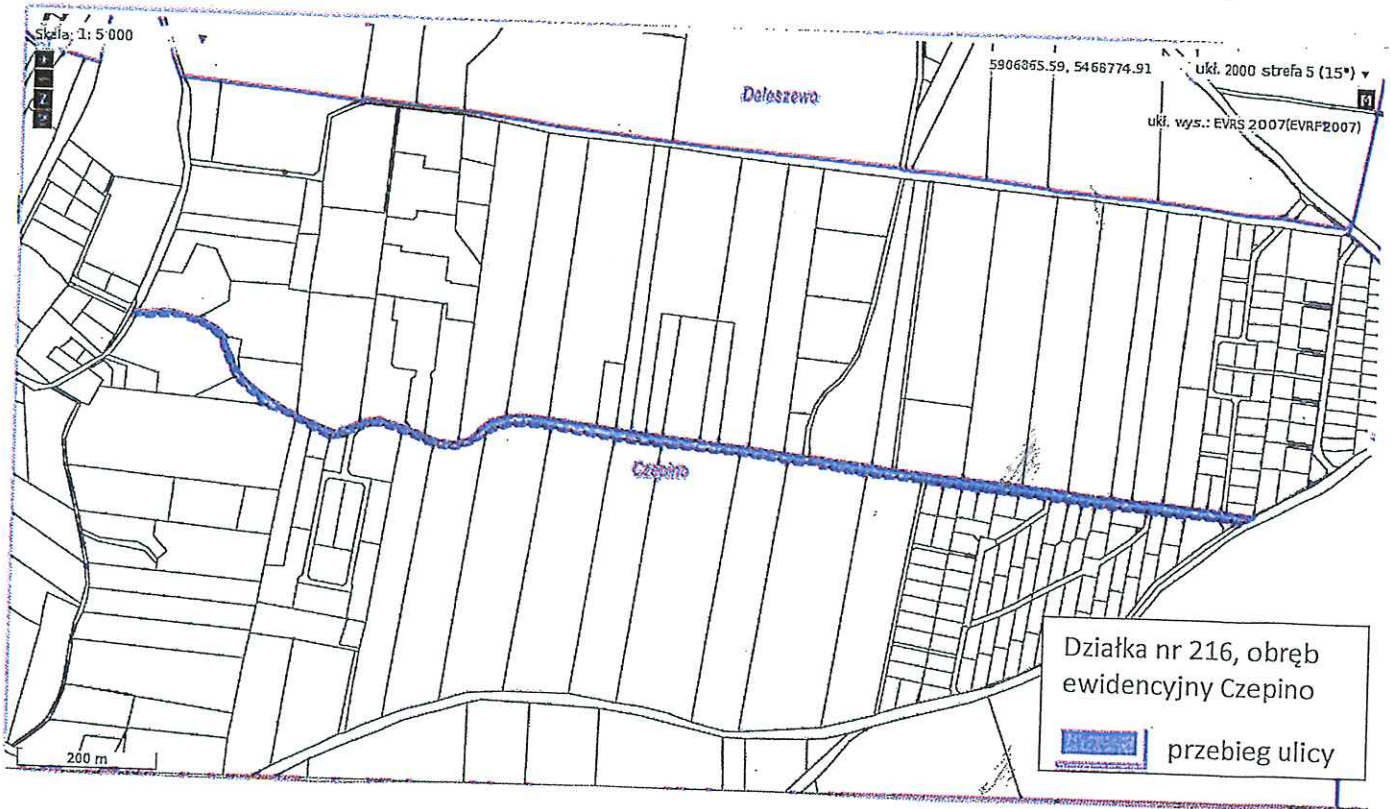 Skala: 1: 5 000
5906865.59, 5468774.91
ukł. 2000 strefa 5 (15°)
ukł. wys.: EVRS 2007(EVRF2007)
Daleszewo
Czepino
Działka nr 216, obręb
ewidencyjny Czepino
przebieg ulicy
200 m